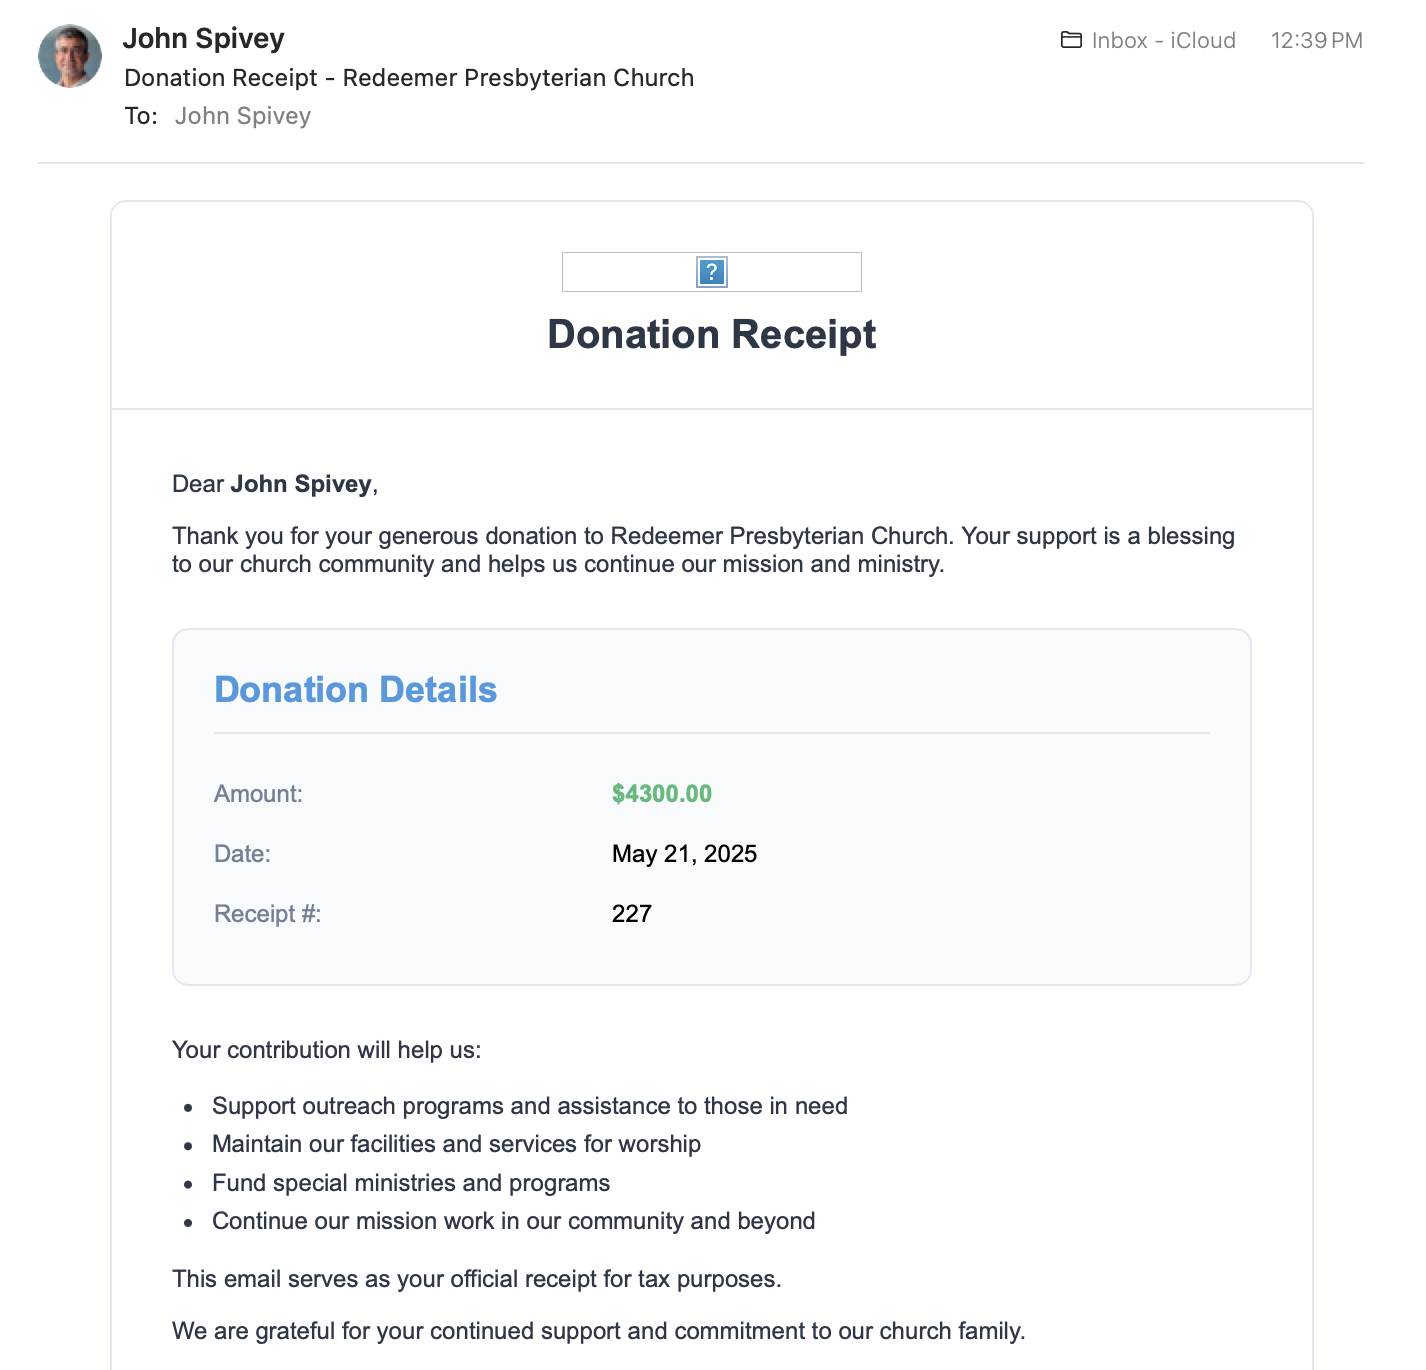 John Spivey
Inbox - iCloud
12:39 PM
Donation Receipt - Redeemer Presbyterian Church
To: John Spivey
?
Donation Receipt
Dear John Spivey,
Thank you for your generous donation to Redeemer Presbyterian Church. Your support is a blessing
to our church community and helps us continue our mission and ministry.
Donation Details
Amount: $4300.00
Date: May 21, 2025
Receipt #: 227
Your contribution will help us:
• Support outreach programs and assistance to those in need
• Maintain our facilities and services for worship
• Fund special ministries and programs
• Continue our mission work in our community and beyond
This email serves as your official receipt for tax purposes.
We are grateful for your continued support and commitment to our church family.